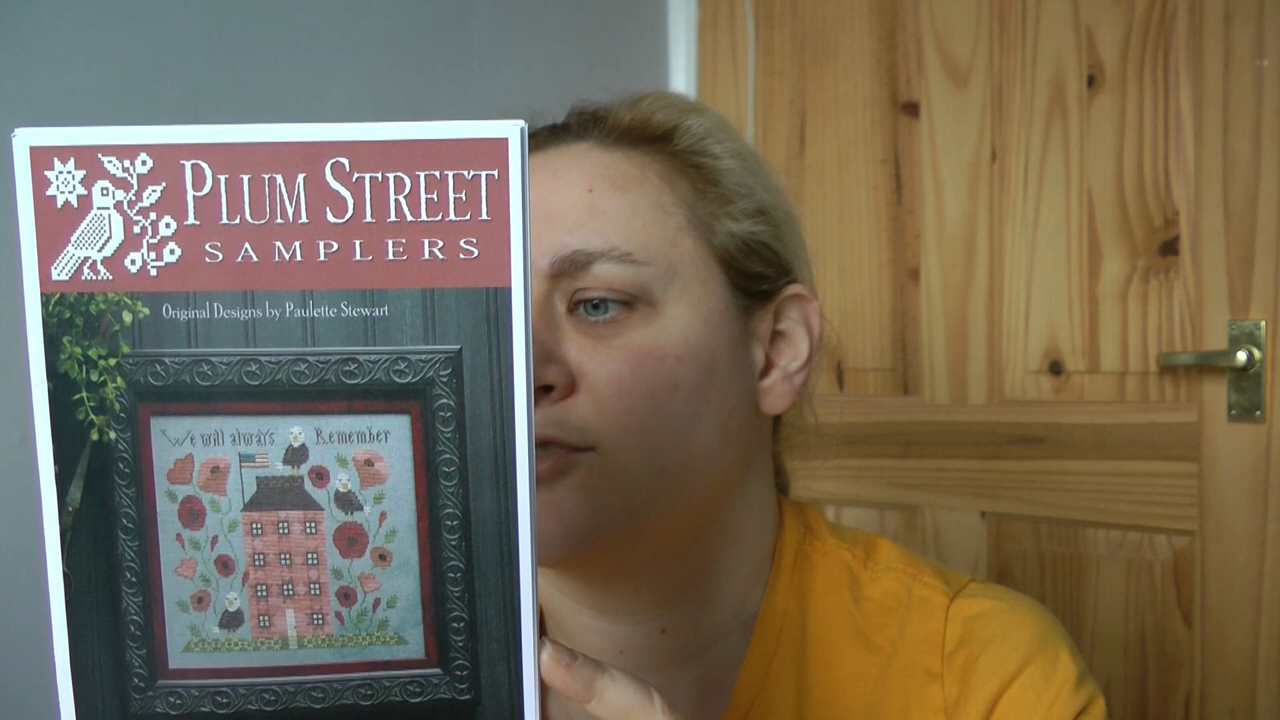 PLUM STREET
SAMPLERS
Original Designs by Paulette Stewart
We will always Remember